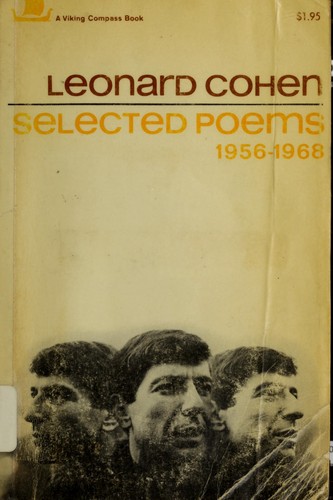 A Viking Compass Book
$1.95
Leonard Cohen
Selected Poems
1956-1968